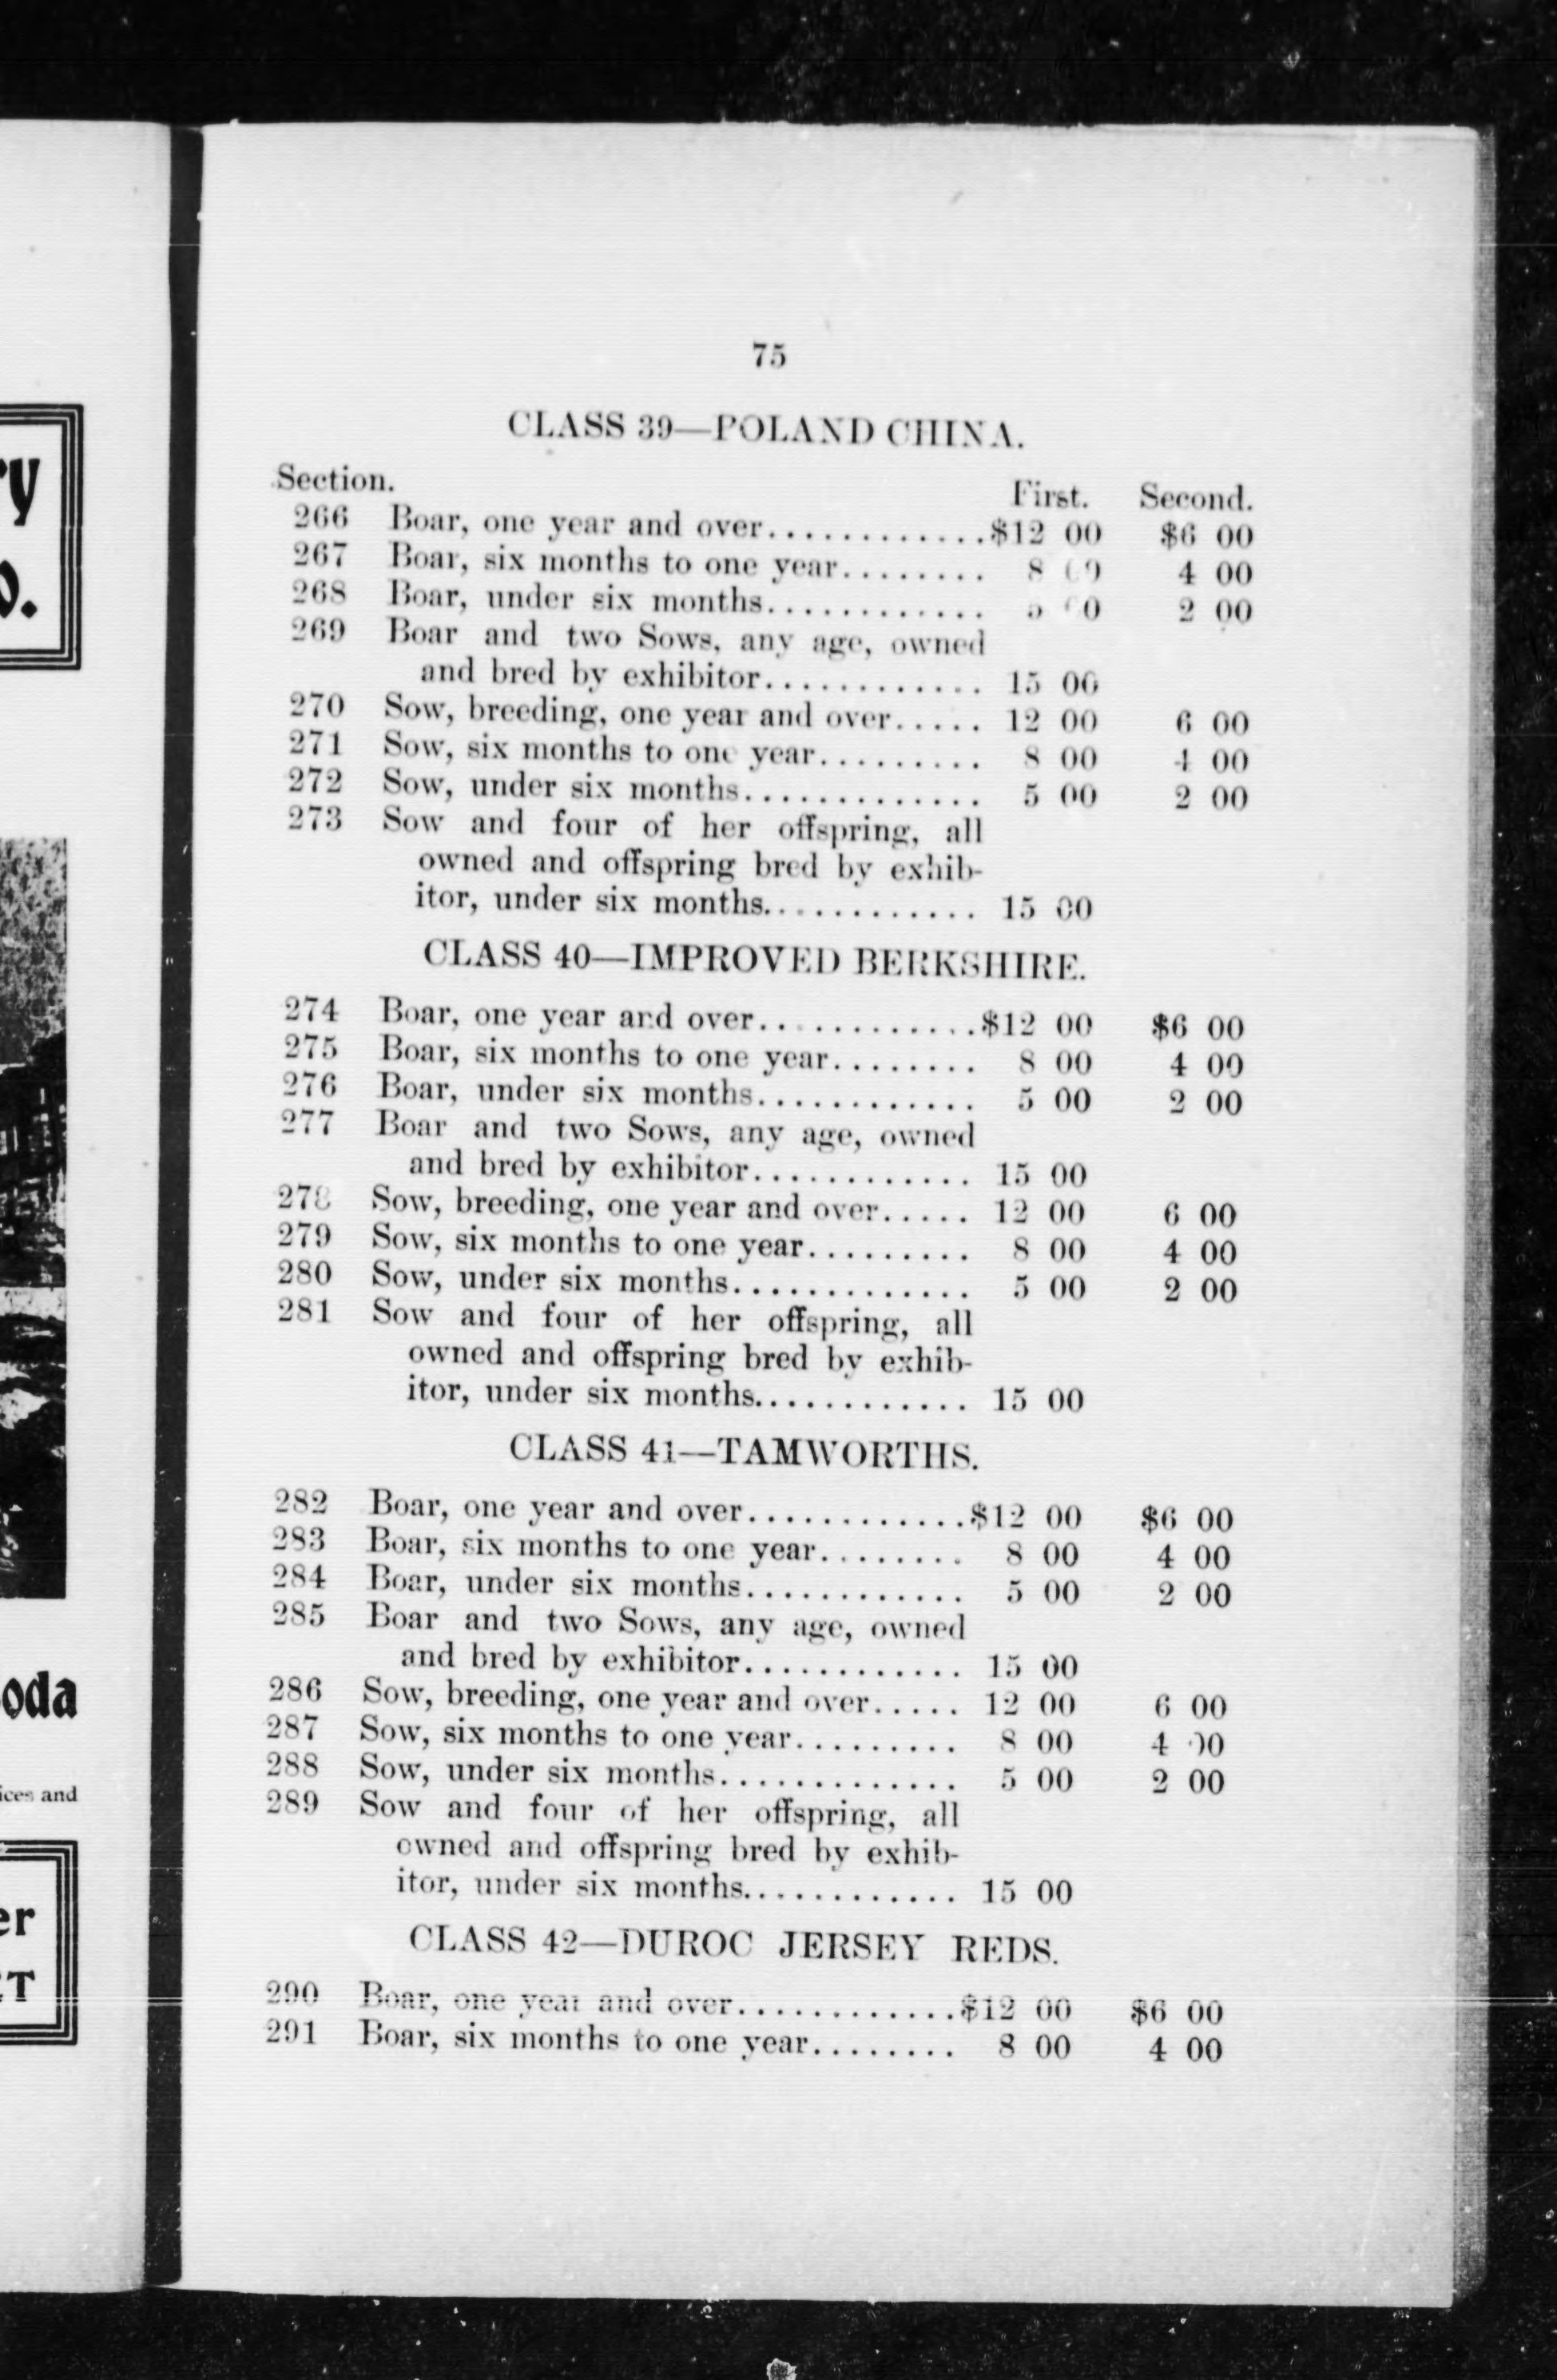 ry
o.
oda
ices and
er
T
75
CLASS 39—POLAND CHINA.
Section. First. Second.
266 Boar, one year and over.............$12 00 $6 00
267 Boar, six months to one year........ 8 00 4 00
268 Boar, under six months............ 5 00 2 00
269 Boar and two Sows, any age, owned
and bred by exhibitor............ 15 00
270 Sow, breeding, one year and over..... 12 00 6 00
271 Sow, six months to one year......... 8 00 4 00
272 Sow, under six months............. 5 00 2 00
273 Sow and four of her offspring, all
owned and offspring bred by exhib-
itor, under six months............ 15 00
CLASS 40—IMPROVED BERKSHIRE.
274 Boar, one year and over............$12 00 $6 00
275 Boar, six months to one year........ 8 00 4 00
276 Boar, under six months............ 5 00 2 00
277 Boar and two Sows, any age, owned
and bred by exhibitor............ 15 00
278 Sow, breeding, one year and over..... 12 00 6 00
279 Sow, six months to one year......... 8 00 4 00
280 Sow, under six months............. 5 00 2 00
281 Sow and four of her offspring, all
owned and offspring bred by exhib-
itor, under six months............ 15 00
CLASS 41—TAMWORTHS.
282 Boar, one year and over............$12 00 $6 00
283 Boar, six months to one year........ 8 00 4 00
284 Boar, under six months............ 5 00 2 00
285 Boar and two Sows, any age, owned
and bred by exhibitor............ 15 00
286 Sow, breeding, one year and over..... 12 00 6 00
287 Sow, six months to one year......... 8 00 4 00
288 Sow, under six months............. 5 00 2 00
289 Sow and four of her offspring, all
owned and offspring bred by exhib-
itor, under six months............ 15 00
CLASS 42—DUROC JERSEY REDS.
290 Boar, one year and over............$12 00 $6 00
291 Boar, six months to one year........ 8 00 4 00